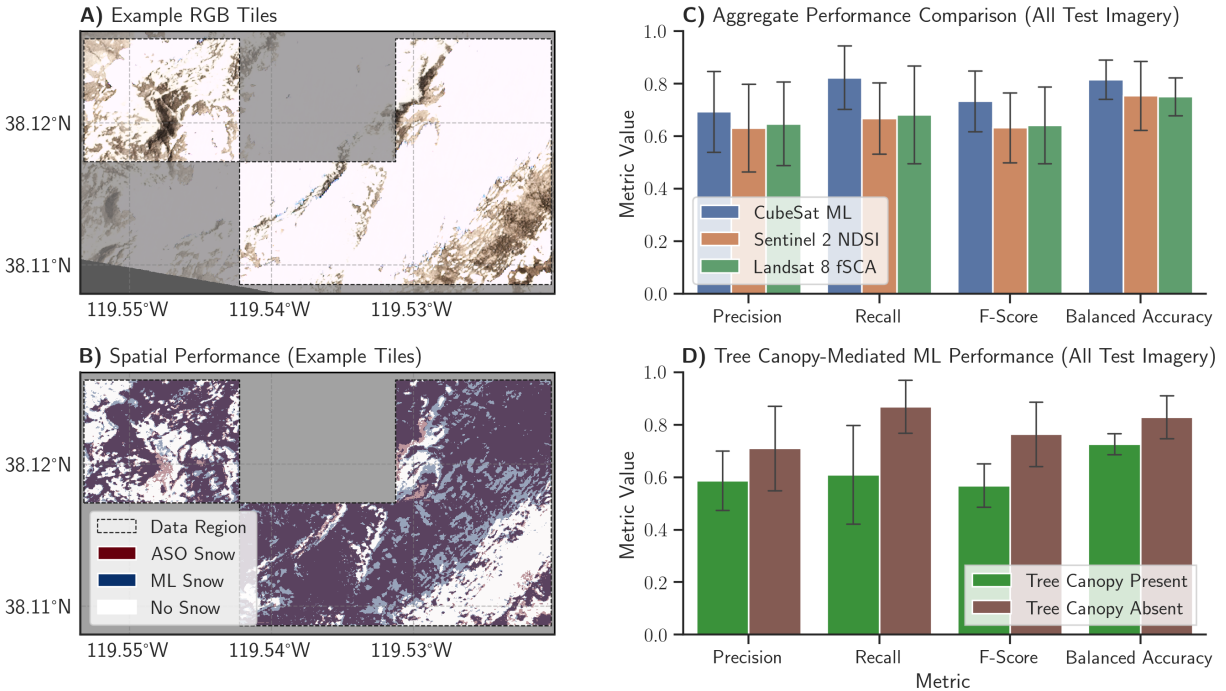 A) Example RGB Tiles
38.12°N
38.11°N
119.55°W
119.54°W
119.53°W
B) Spatial Performance (Example Tiles)
38.12°N
38.11°N
Data Region
ASO Snow
ML Snow
No Snow
119.55°W
119.54°W
119.53°W
C) Aggregate Performance Comparison (All Test Imagery)
Metric Value
1.0
0.8
0.6
0.4
0.2
0.0
CubeSat ML
Sentinel 2 NDSI
Landsat 8 fSCA
Precision
Recall
F-Score
Balanced Accuracy
D) Tree Canopy-Mediated ML Performance (All Test Imagery)
Metric Value
1.0
0.8
0.6
0.4
0.2
0.0
Tree Canopy Present
Tree Canopy Absent
Precision
Recall
F-Score
Balanced Accuracy
Metric